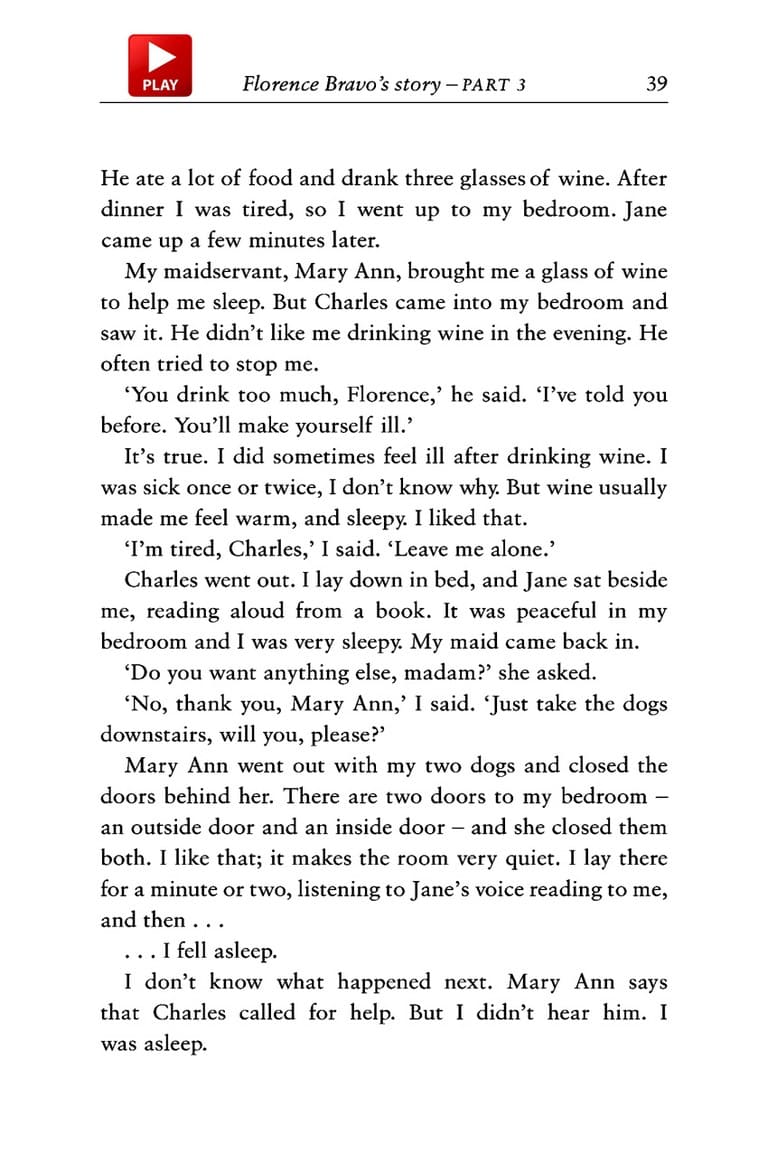 PLAY
Florence Bravo’s story – PART 3 39
He ate a lot of food and drank three glasses of wine. After
dinner I was tired, so I went up to my bedroom. Jane
came up a few minutes later.
My maidservant, Mary Ann, brought me a glass of wine
to help me sleep. But Charles came into my bedroom and
saw it. He didn’t like me drinking wine in the evening. He
often tried to stop me.
‘You drink too much, Florence,’ he said. ‘I’ve told you
before. You’ll make yourself ill.’
It’s true. I did sometimes feel ill after drinking wine. I
was sick once or twice, I don’t know why. But wine usually
made me feel warm, and sleepy. I liked that.
‘I’m tired, Charles,’ I said. ‘Leave me alone.’
Charles went out. I lay down in bed, and Jane sat beside
me, reading aloud from a book. It was peaceful in my
bedroom and I was very sleepy. My maid came back in.
‘Do you want anything else, madam?’ she asked.
‘No, thank you, Mary Ann,’ I said. ‘Just take the dogs
downstairs, will you, please?’
Mary Ann went out with my two dogs and closed the
doors behind her. There are two doors to my bedroom –
an outside door and an inside door – and she closed them
both. I like that; it makes the room very quiet. I lay there
for a minute or two, listening to Jane’s voice reading to me,
and then . . .
. . . I fell asleep.
I don’t know what happened next. Mary Ann says
that Charles called for help. But I didn’t hear him. I
was asleep.